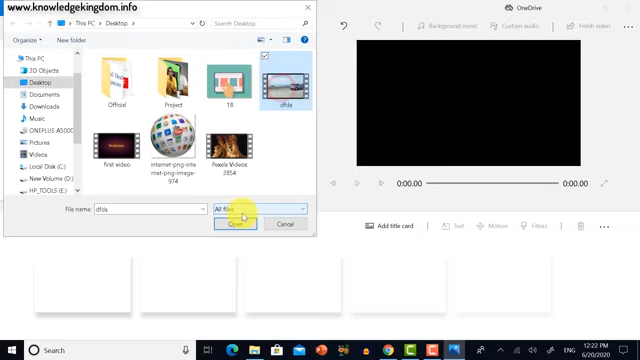 www.knowledgekingdom.info
OneDrive
This PC
Desktop
Search Desktop
Background music
Custom audio
Finish video
Organize
New folder
This PC
3D Objects
Desktop
Documents
Downloads
Music
ONEPLUS A5000
Pictures
Videos
Local Disk (C:)
New Volume (D:)
HP_TOOLS (E:)
Official
Project
18
dfds
first video
internet-png-internet-png-image-974
Pexels Videos 3854
0:00.00
0:00.00
File name:
dfds
All files
Open
Cancel
Add title card
Text
Motion
Filters
Search
ENG
12:22 PM
6/20/2020